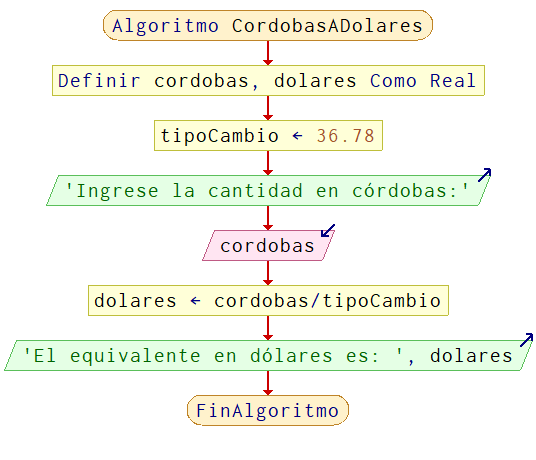 Algoritmo CordobasADolares
Definir cordobas, dolares Como Real
tipoCambio ← 36.78
'Ingrese la cantidad en córdobas:'
cordobas
dolares ← cordobas/tipoCambio
'El equivalente en dólares es: ', dolares
FinAlgoritmo